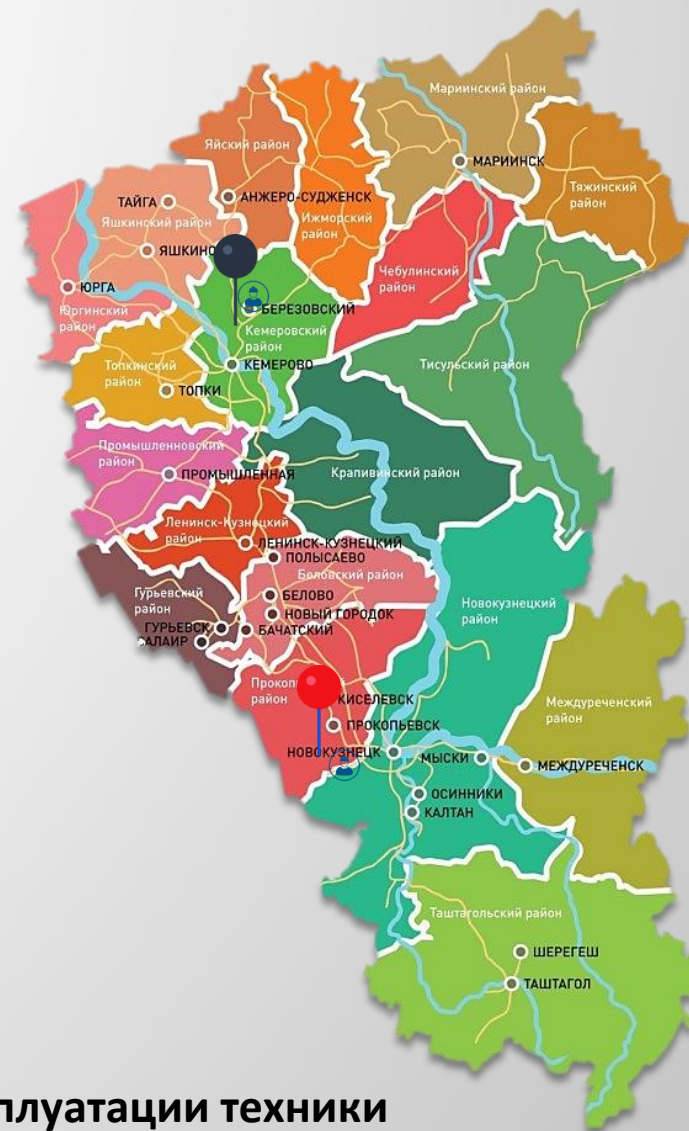 Мариинский район
Яйский район
МАРИИНСК
Тяжинский
район
ТАЙГА
АНЖЕРО-СУДЖЕНСК
Яшкинский район
Ижморский
район
ЯШКИНО
Чебулинский
район
ЮРГА
Юргинский
район
БЕРЕЗОВСКИЙ
Кемеровский
район
Топкинский
район
КЕМЕРОВО
Тисульский район
ТОПКИ
Промышленновский
район
ПРОМЫШЛЕННАЯ
Крапивинский район
Ленинск-Кузнецкий
район
ЛЕНИНСК-КУЗНЕЦКИЙ
ПОЛЫСАЕВО
Беловский район
Гурьевский
район
БЕЛОВО
Новокузнецкий
район
НОВЫЙ ГОРОДОК
ГУРЬЕВСК
БАЧАТСКИЙ
САЛАИР
район
КИСЕЛЕВСК
Междуреченский
район
ПРОКОПЬЕВСК
НОВОКУЗНЕЦК
МЫСКИ
МЕЖДУРЕЧЕНСК
ОСИННИКИ
КАЛТАН
Таштагольский район
ШЕРЕГЕШ
ТАШТАГОЛ
плуатации техники